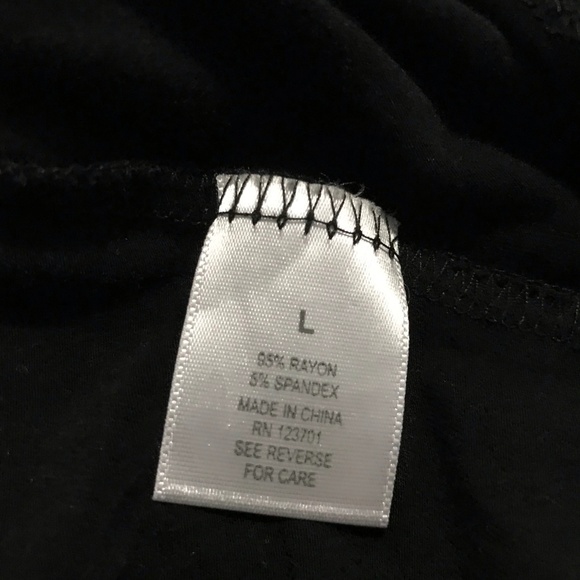 L
95% RAYON
5% SPANDEX
MADE IN CHINA
RN 123701
SEE REVERSE
FOR CARE